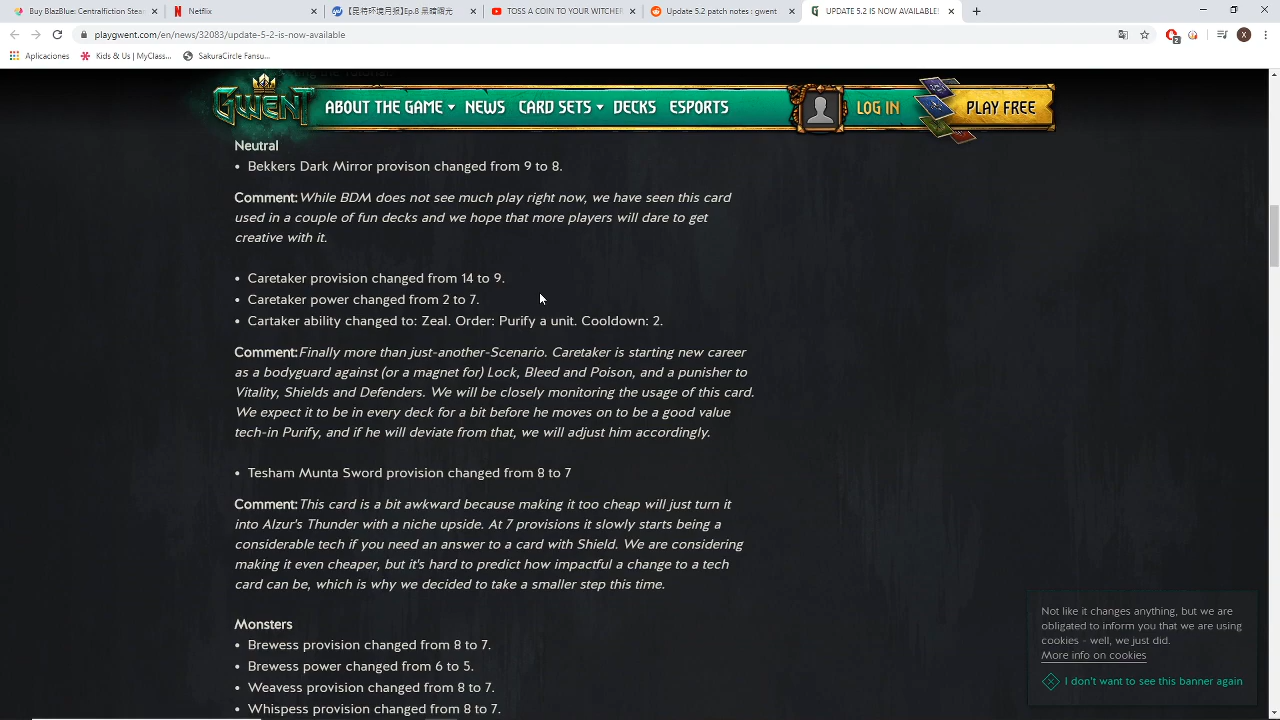 BlazBlue: Centralfiction Stea
Netflix
Ep.8
TOSS A COIN TO YOUR WITCHER
Update 5.2 patch notes : gwent
UPDATE 5.2 IS NOW AVAILABLE!
playgwent.com/en/news/32083/update-5-2-is-now-available
2
X
Aplicaciones
Kids & Us | MyClass...
SakuraCircle Fansu...
the Tutorial.
GWENT
ABOUT THE GAME
NEWS
CARD SETS
DECKS
ESPORTS
LOG IN
PLAY FREE
Neutral
• Bekkers Dark Mirror provison changed from 9 to 8.
Comment: While BDM does not see much play right now, we have seen this card
used in a couple of fun decks and we hope that more players will dare to get
creative with it.
• Caretaker provision changed from 14 to 9.
• Caretaker power changed from 2 to 7.
• Cartaker ability changed to: Zeal. Order: Purify a unit. Cooldown: 2.
Comment: Finally more than just-another-Scenario. Caretaker is starting new career
as a bodyguard against (or a magnet for) Lock, Bleed and Poison, and a punisher to
Vitality, Shields and Defenders. We will be closely monitoring the usage of this card.
We expect it to be in every deck for a bit before he moves on to be a good value
tech-in Purify, and if he will deviate from that, we will adjust him accordingly.
• Tesham Munta Sword provision changed from 8 to 7
Comment: This card is a bit awkward because making it too cheap will just turn it
into Alzur's Thunder with a niche upside. At 7 provisions it slowly starts being a
considerable tech if you need an answer to a card with Shield. We are considering
making it even cheaper, but it's hard to predict how impactful a change to a tech
card can be, which is why we decided to take a smaller step this time.
Monsters
• Brewess provision changed from 8 to 7.
• Brewess power changed from 6 to 5.
• Weavess provision changed from 8 to 7.
• Whispess provision changed from 8 to 7.
Not like it changes anything, but we are
obligated to inform you that we are using
cookies - well, we just did.
More info on cookies
I don't want to see this banner again